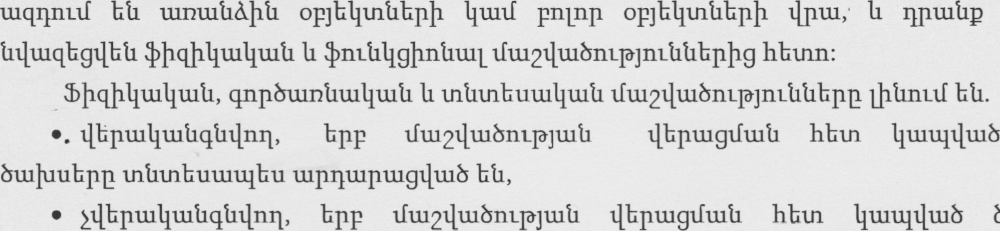 ազդում են առանձին օբյեկտների կամ բոլոր օբյեկտների վրա, և դրանք
նվազեցվեն ֆիզիկական և ֆունկցիոնալ մաշվածություններից հետո:
Ֆիզիկական, գործառնական և տնտեսական մաշվածությունները լինում են.
•. վերականգնվող, երբ մաշվածության վերացման հետ կապված
ծախսերը տնտեսապես արդարացված են,
• չվերականգնվող, երբ մաշվածության վերացման հետ կապված